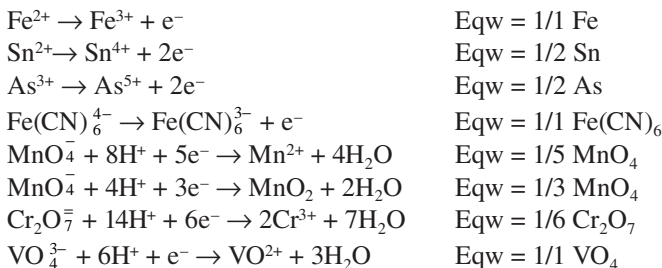 Fe²⁺ → Fe³⁺ + e⁻ Eqw = 1/1 Fe
Sn²⁺→ Sn⁴⁺ + 2e⁻ Eqw = 1/2 Sn
As³⁺ → As⁵⁺ + 2e⁻ Eqw = 1/2 As
Fe(CN)₆⁴⁻ → Fe(CN)₆³⁻ + e⁻ Eqw = 1/1 Fe(CN)₆
MnO₄⁻ + 8H⁺ + 5e⁻ → Mn²⁺ + 4H₂O Eqw = 1/5 MnO₄
MnO₄⁻ + 4H⁺ + 3e⁻ → MnO₂ + 2H₂O Eqw = 1/3 MnO₄
Cr₂O₇⁼ + 14H⁺ + 6e⁻ → 2Cr³⁺ + 7H₂O Eqw = 1/6 Cr₂O₇
VO₄³⁻ + 6H⁺ + e⁻ → VO²⁺ + 3H₂O Eqw = 1/1 VO₄